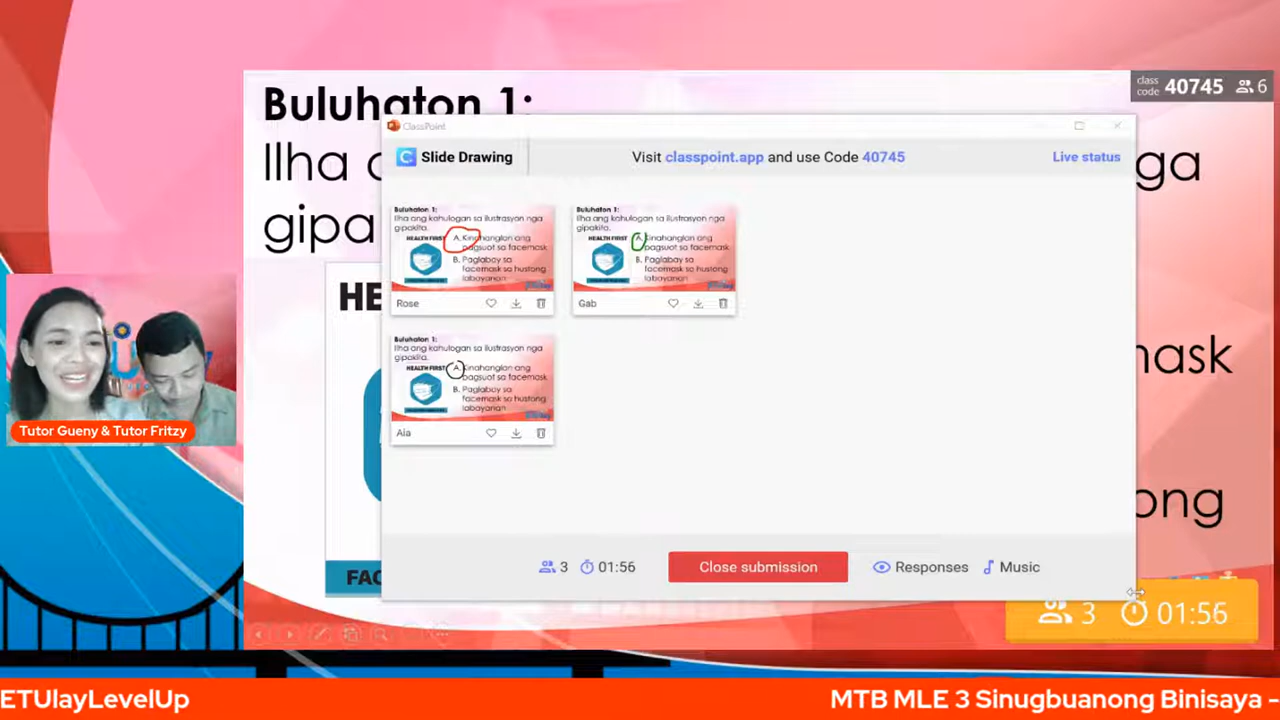 class code 40745 6
Buluhaton 1:
Ilha
ga
gipa
ClassPoint
Slide Drawing
Visit classpoint.app and use Code 40745
Live status
Buluhaton 1:
Ilha ang kahulogan sa ilustrasyon nga
gipakita.
HEALTH FIRST
A. Kinahanglan ang
pagsuot sa facemask
B. Paglabay sa
facemask sa hustong
labayanan
Rose
Buluhaton 1:
Ilha ang kahulogan sa ilustrasyon nga
gipakita.
HEALTH FIRST
A. Kinahanglan ang
pagsuot sa facemask
B. Paglabay sa
facemask sa hustong
labayanan
Gab
Buluhaton 1:
Ilha ang kahulogan sa ilustrasyon nga
gipakita.
HEALTH FIRST
A. Kinahanglan ang
pagsuot sa facemask
B. Paglabay sa
facemask sa hustong
labayanan
Aia
HE
mask
ong
FAC
3 01:56
Close submission
Responses
Music
3 01:56
Tutor Gueny & Tutor Fritzy
ETUlayLevelUp
MTB MLE 3 Sinugbuanong Binisaya -